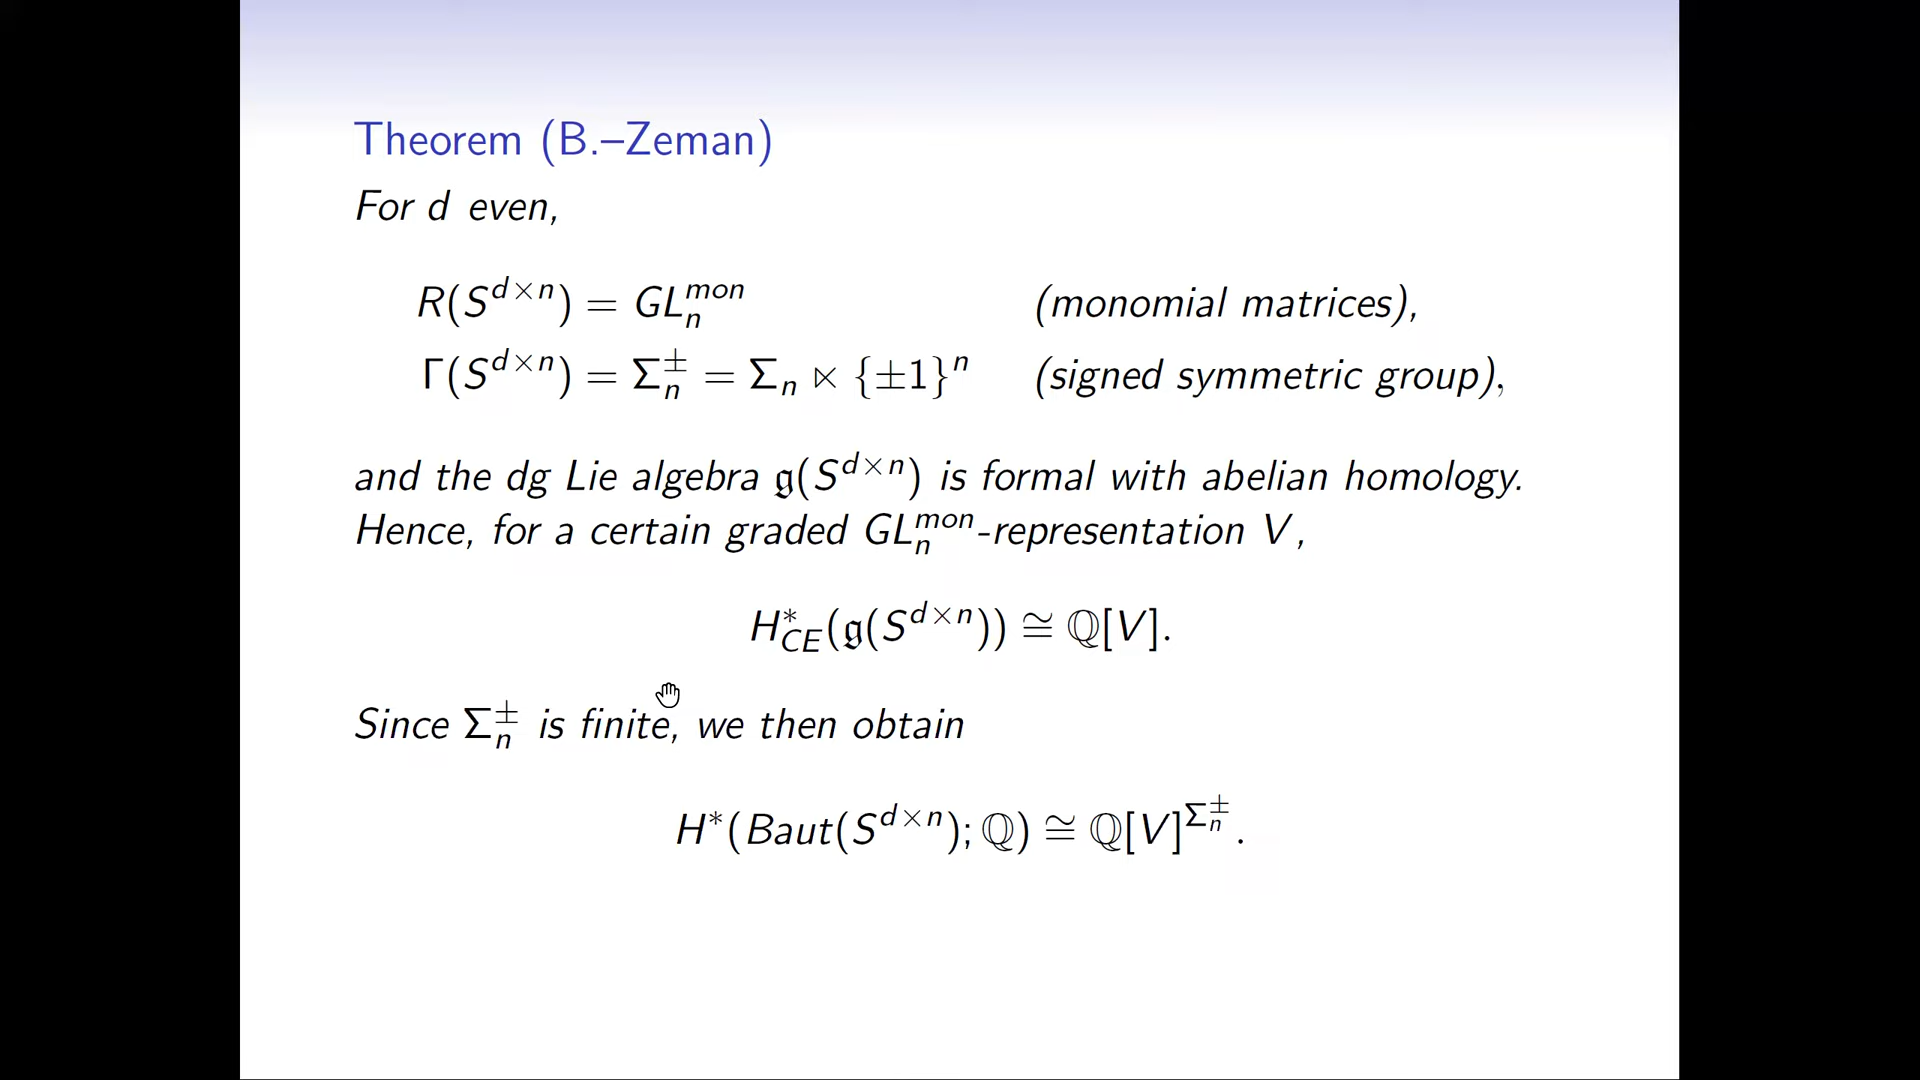 Theorem (B.–Zeman)
For d even,
R(S^{d×n}) = GL_n^{mon} (monomial matrices),
Γ(S^{d×n}) = Σ_n^± = Σ_n ⋉ {±1}^n (signed symmetric group),
and the dg Lie algebra 𝔤(S^{d×n}) is formal with abelian homology.
Hence, for a certain graded GL_n^{mon}-representation V,
H^*_{CE}(𝔤(S^{d×n})) ≅ ℚ[V].
Since Σ_n^± is finite, we then obtain
H^*(Baut(S^{d×n}); ℚ) ≅ ℚ[V]^{Σ_n^±}.